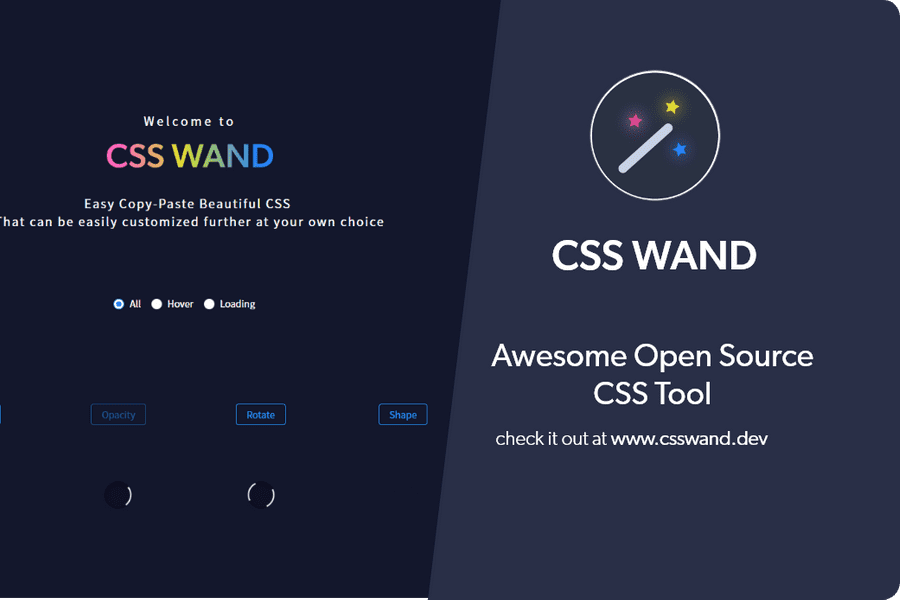 Welcome to
CSS WAND
Easy Copy-Paste Beautiful CSS
That can be easily customized further at your own choice
All Hover Loading
Opacity Rotate Shape
CSS WAND
Awesome Open Source
CSS Tool
check it out at www.csswand.dev